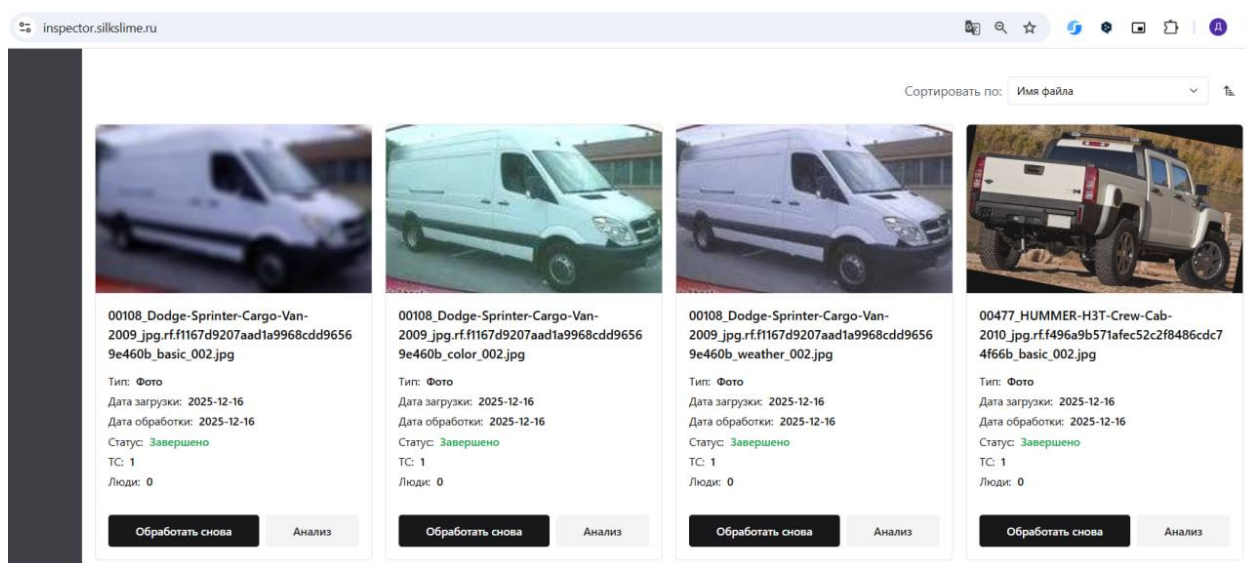 inspector.silkslime.ru
Д
Сортировать по: Имя файла
00108_Dodge-Sprinter-Cargo-Van-
2009_jpg.rf.f1167d9207aad1a9968cdd9656
9e460b_basic_002.jpg
Тип: Фото
Дата загрузки: 2025-12-16
Дата обработки: 2025-12-16
Статус: Завершено
ТС: 1
Люди: 0
Обработать снова
Анализ
00108_Dodge-Sprinter-Cargo-Van-
2009_jpg.rf.f1167d9207aad1a9968cdd9656
9e460b_color_002.jpg
Тип: Фото
Дата загрузки: 2025-12-16
Дата обработки: 2025-12-16
Статус: Завершено
ТС: 1
Люди: 0
Обработать снова
Анализ
00108_Dodge-Sprinter-Cargo-Van-
2009_jpg.rf.f1167d9207aad1a9968cdd9656
9e460b_weather_002.jpg
Тип: Фото
Дата загрузки: 2025-12-16
Дата обработки: 2025-12-16
Статус: Завершено
ТС: 1
Люди: 0
Обработать снова
Анализ
00477_HUMMER-H3T-Crew-Cab-
2010_jpg.rf.f496a9b571afec52c2f8486cdc7
4f66b_basic_002.jpg
Тип: Фото
Дата загрузки: 2025-12-16
Дата обработки: 2025-12-16
Статус: Завершено
ТС: 1
Люди: 0
Обработать снова
Анализ